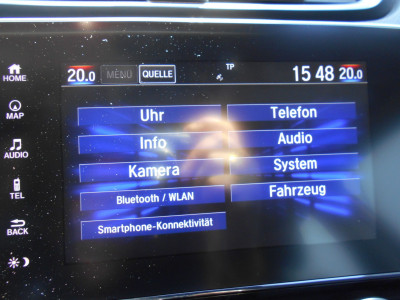 20.0 MENU QUELLE TP 15 48 20.0
HOME
MAP
AUDIO
TEL
BACK
Uhr Telefon
Info Audio
Kamera System
Bluetooth / WLAN Fahrzeug
Smartphone-Konnektivität